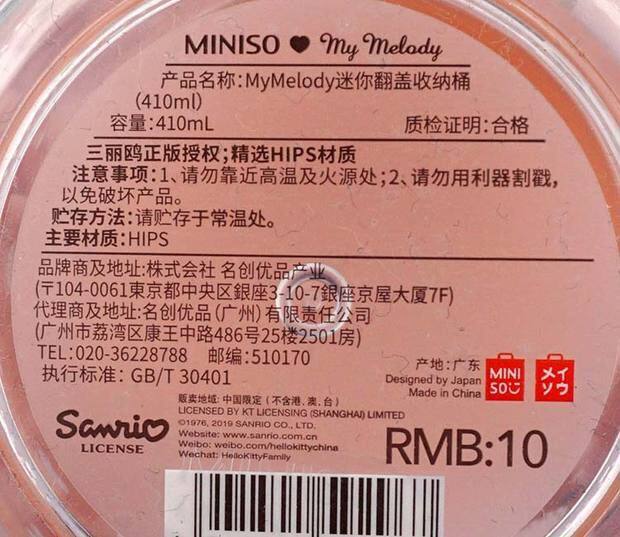 MINISO ♥ My Melody
产品名称:MyMelody迷你翻盖收纳桶
(410ml)
容量:410mL 质检证明:合格
三丽鸥正版授权;精选HIPS材质
注意事项:1、请勿靠近高温及火源处;2、请勿用利器割戳,
以免破坏产品。
贮存方法:请贮存于常温处。
主要材质:HIPS
品牌商及地址:株式会社 名创优品产业
(〒104-0061東京都中央区銀座3-10-7銀座京屋大厦7F)
代理商及地址:名创优品(广州)有限责任公司
(广州市荔湾区康王中路486号25楼2501房)
TEL:020-36228788 邮编:510170
执行标准: GB/T 30401
产地:广东
Designed by Japan
Made in China
MINI
SO
メイ
ソウ
贩卖地域: 中国限定 (不含港、澳、台)
LICENSED BY KT LICENSING (SHANGHAI) LIMITED
©1976, 2019 SANRIO CO., LTD.
Website: www.sanrio.com.cn
Weibo: weibo.com/hellokittychina
Wechat: HelloKittyFamily
Sanrio
LICENSE
RMB:10